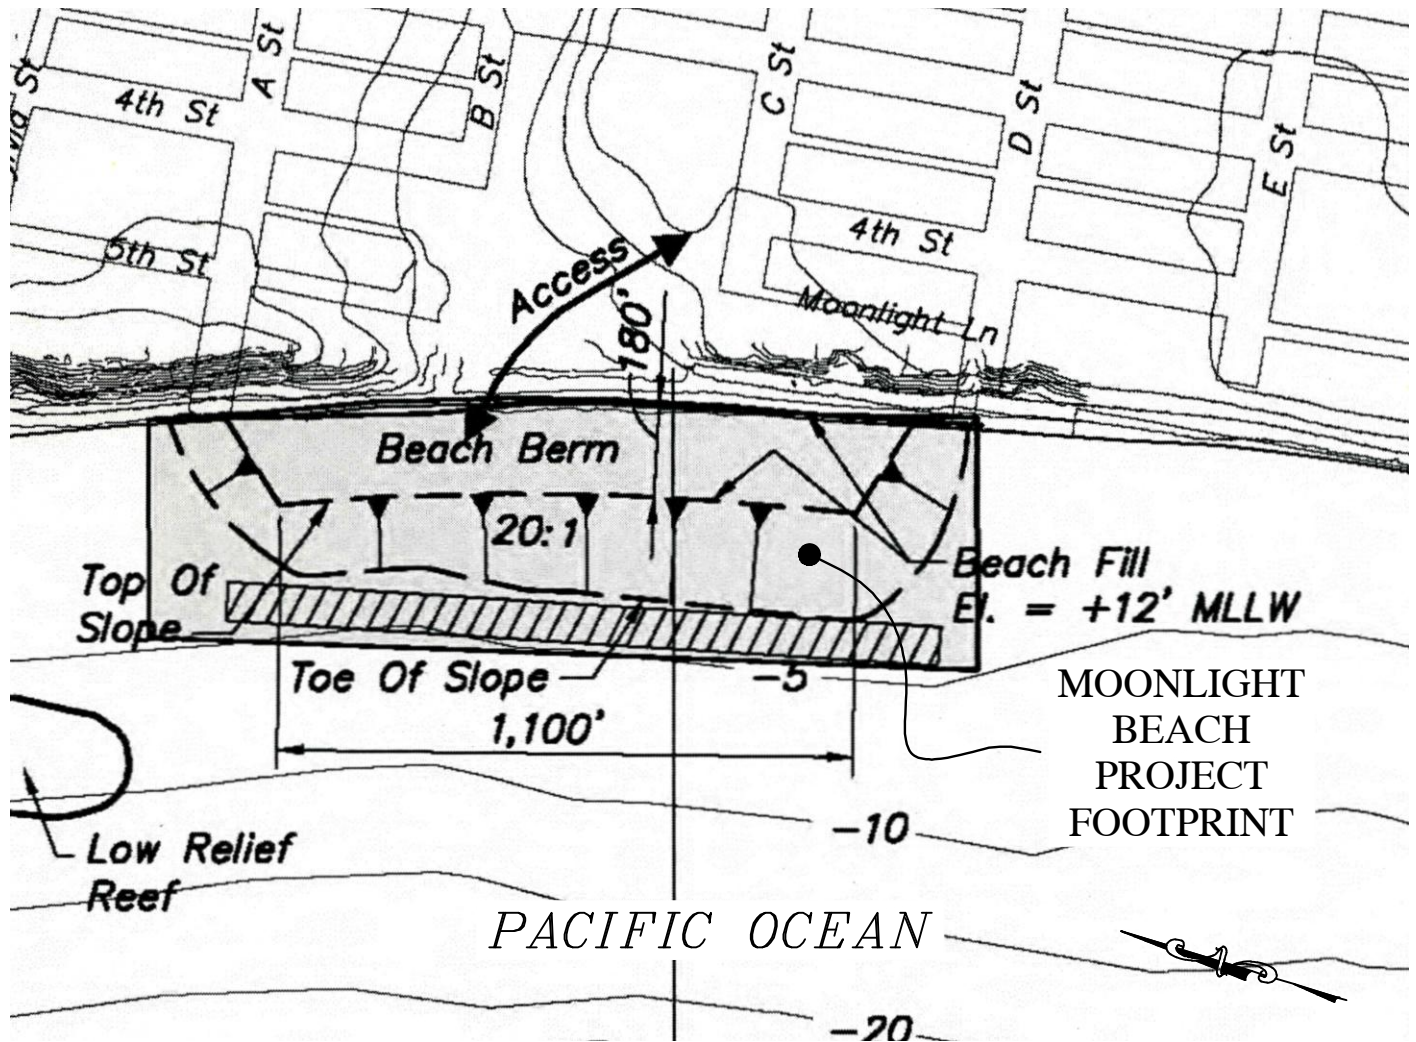 A St
B St
C St
D St
E St
4th St
5th St
4th St
Moonlight Ln
Access
180'
Beach Berm
20:1
Top Of
Slope
Beach Fill
El. = +12' MLLW
Toe Of Slope
-5
1,100'
MOONLIGHT
BEACH
PROJECT
FOOTPRINT
-10
Low Relief
Reef
PACIFIC OCEAN
-20